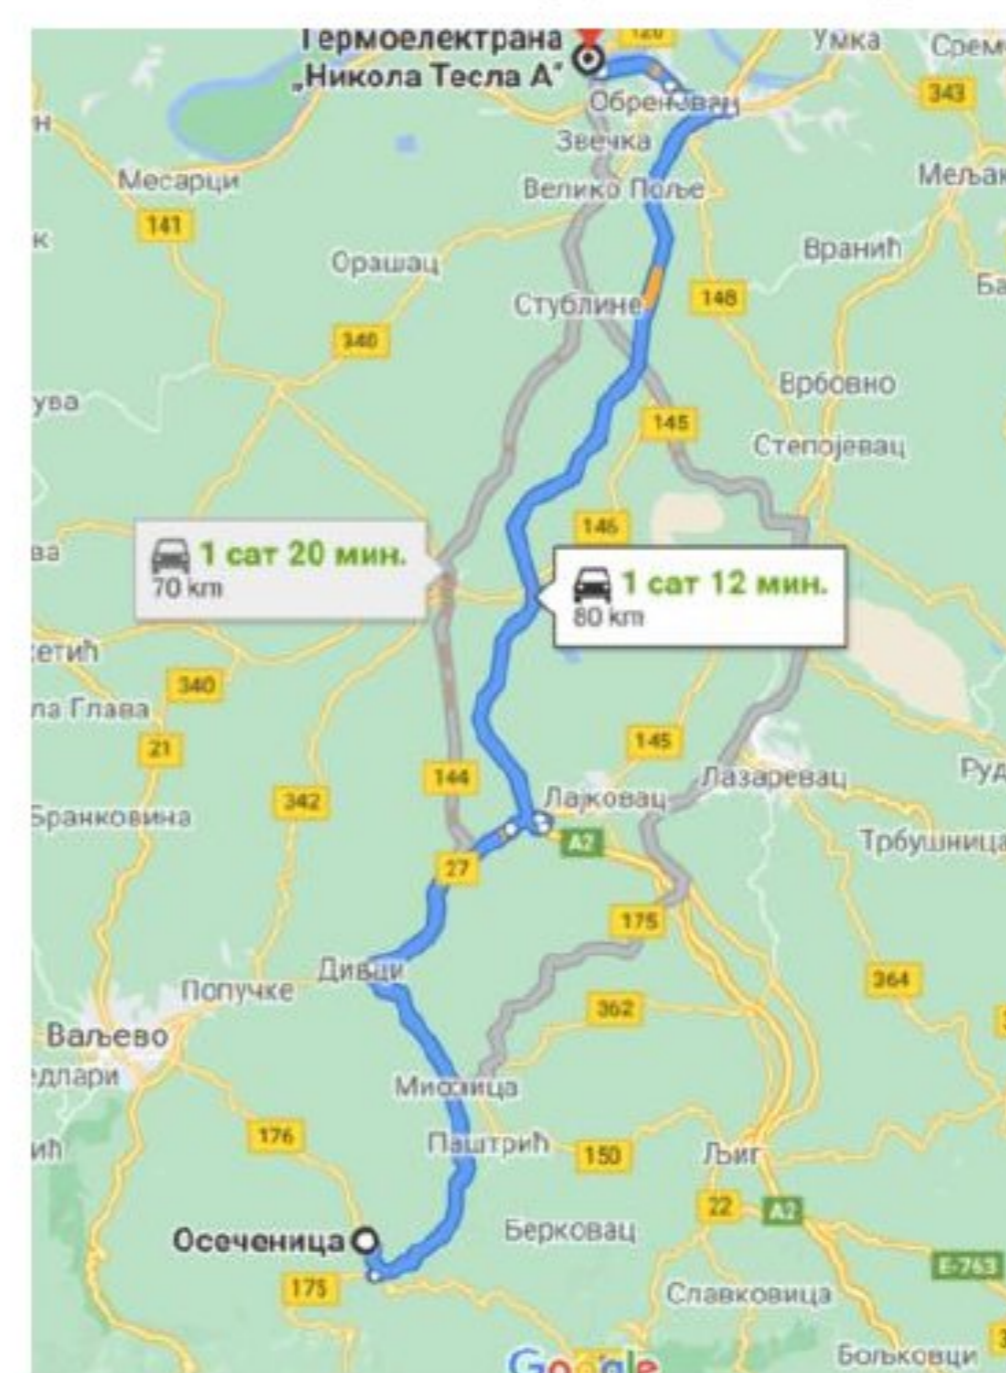 Термоелектрана
„Никола Тесла А“
Умка
Обреновац
343
Звечка
Месарци
Велико Поље
141
Вранић
Орашац
Стублине
148
340
Врбовно
145
Степојевац
146
1 сат 20 мин.
70 km
1 сат 12 мин.
80 km
340
21
145
144
342
Лајковац
Лазаревац
Бранковина
A2
Трбушница
27
175
Дивци
364
Попучке
362
Ваљево
Мионица
176
Паштрић
150
Љиг
22
A2
Осеченица
Берковац
E-763
175
Славковица
Бољковци
Google